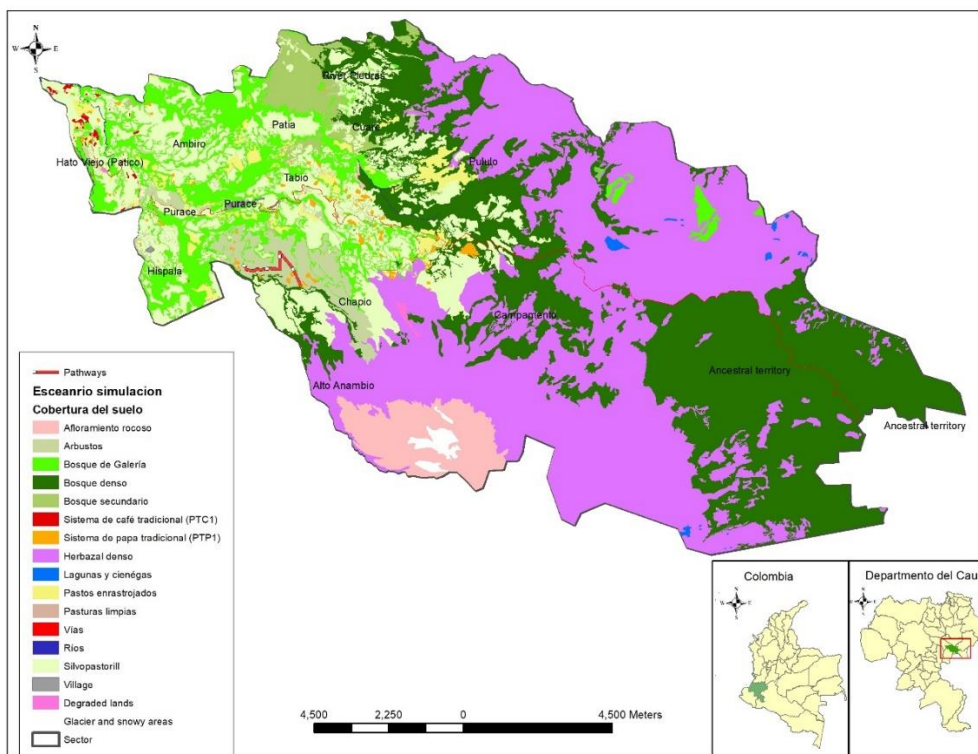 N
W E
S
River Piedras
Patia
Ambiro
Hato Viejo (Patico)
Pululo
Tabio
Purace
Purace
Hispala
Chapio
Campamento
Alto Anambio
Ancestral territory
Ancestral territory
Pathways
Esceanrio simulacion
Cobertura del suelo
Afloramiento rocoso
Arbustos
Bosque de Galería
Bosque denso
Bosque secundario
Sistema de café tradicional (PTC1)
Sistema de papa tradicional (PTP1)
Herbazal denso
Lagunas y cienégas
Pastos enrastrojados
Pasturas limpias
Vías
Ríos
Silvopastorill
Village
Degraded lands
Glacier and snowy areas
Sector
4,500 2,250 0 4,500 Meters
Colombia
Departmento del Cau